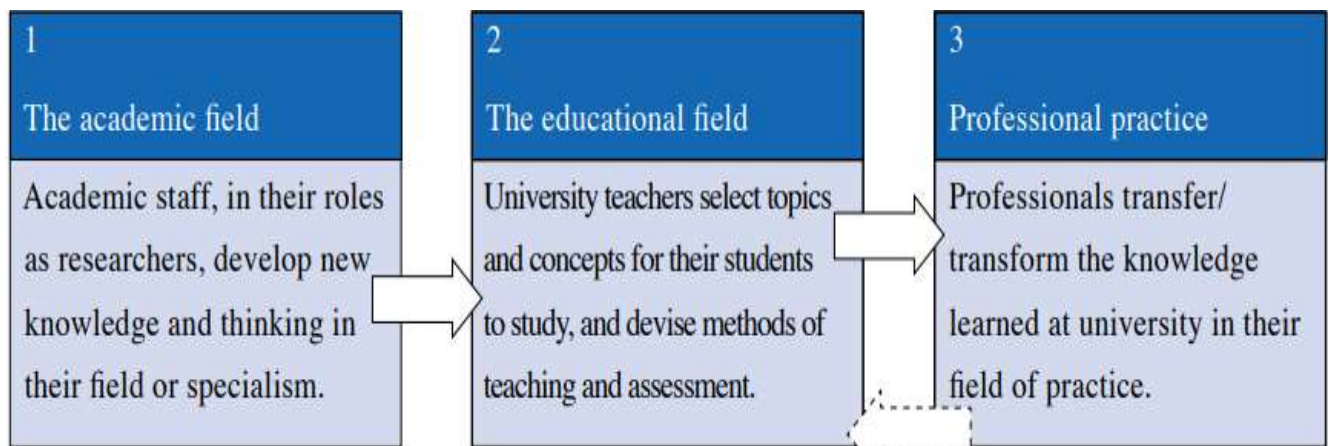 1
The academic field
Academic staff, in their roles
as researchers, develop new
knowledge and thinking in
their field or specialism.
2
The educational field
University teachers select topics
and concepts for their students
to study, and devise methods of
teaching and assessment.
3
Professional practice
Professionals transfer/
transform the knowledge
learned at university in their
field of practice.